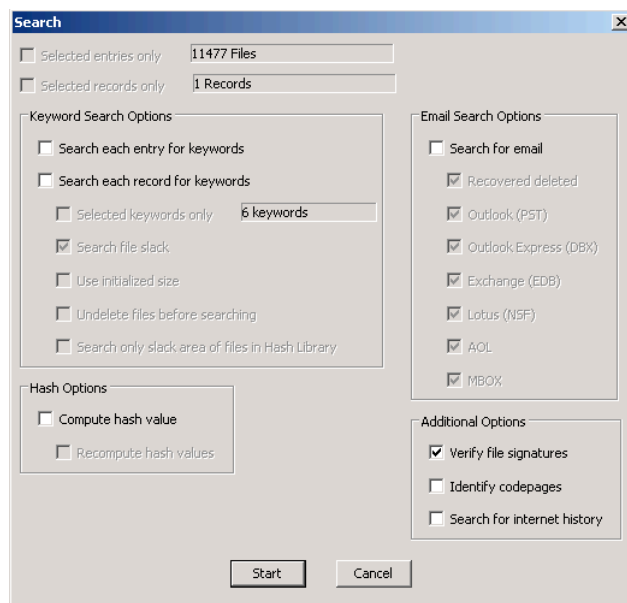 Search
Selected entries only 11477 Files
Selected records only 1 Records
Keyword Search Options
Search each entry for keywords
Search each record for keywords
Selected keywords only 6 keywords
Search file slack
Use initialized size
Undelete files before searching
Search only slack area of files in Hash Library
Hash Options
Compute hash value
Recompute hash values
Email Search Options
Search for email
Recovered deleted
Outlook (PST)
Outlook Express (DBX)
Exchange (EDB)
Lotus (NSF)
AOL
MBOX
Additional Options
Verify file signatures
Identify codepages
Search for internet history
Start Cancel